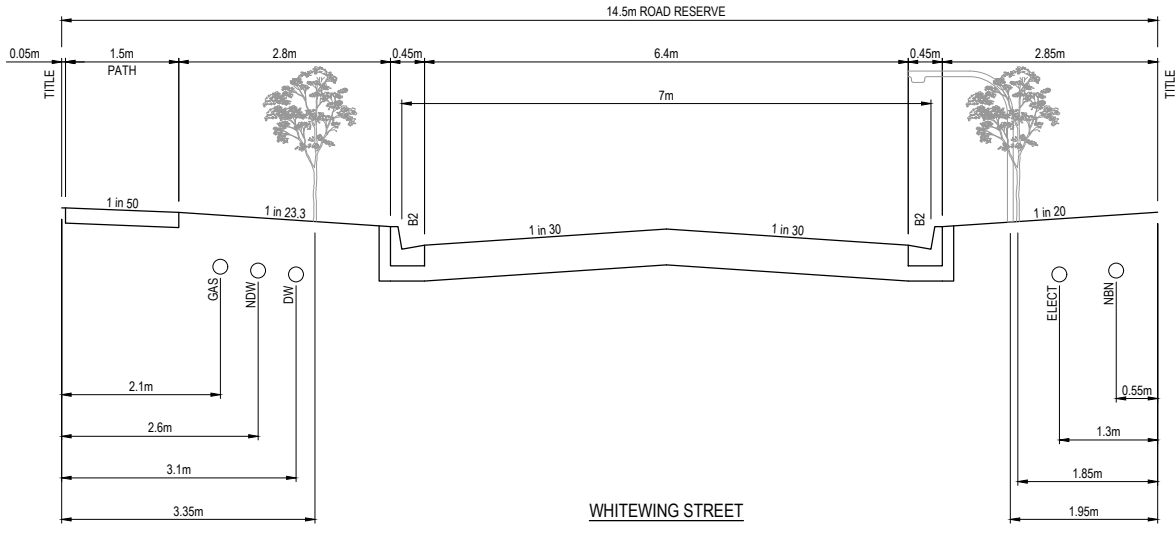 14.5m ROAD RESERVE
0.05m 1.5m 2.8m 0.45m 6.4m 0.45m 2.85m
PATH
TITLE
TITLE
7m
1 in 50
1 in 23.3
B2
1 in 30
1 in 30
B2
1 in 20
GAS
NDW
DW
ELECT
NBN
2.1m
0.55m
2.6m
1.3m
3.1m
1.85m
3.35m
1.95m
WHITEWING STREET